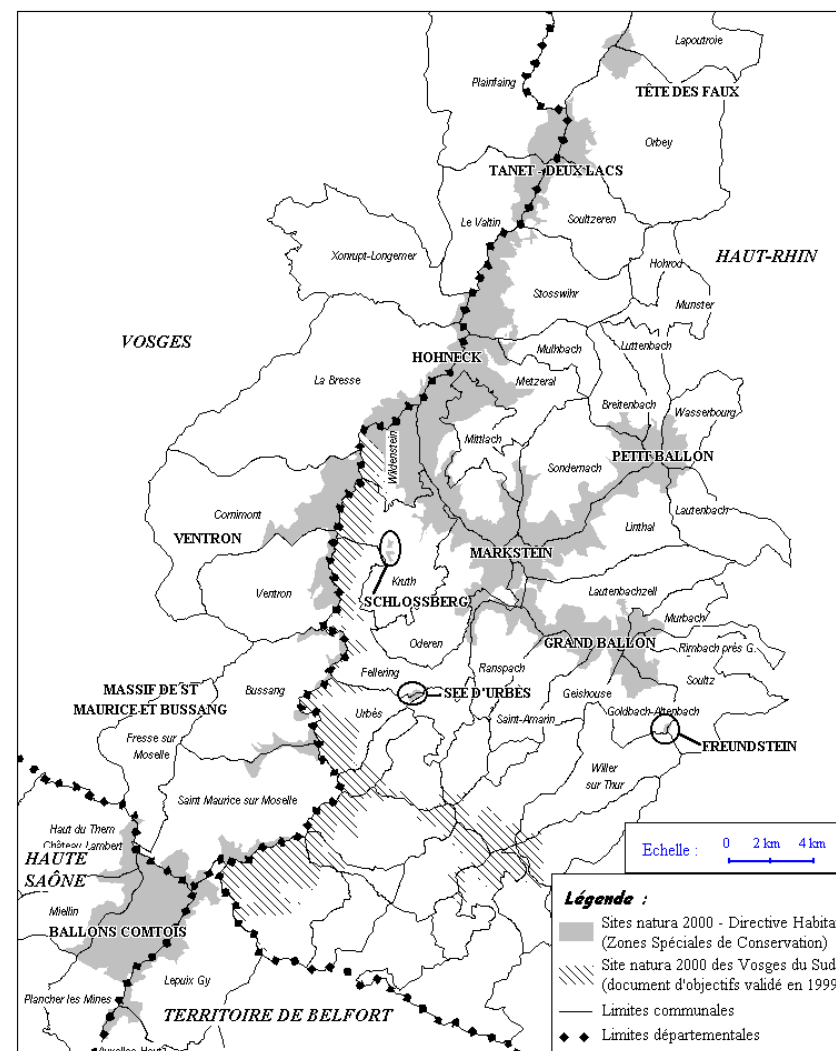 Lapoutroie
Plainfaing
TÊTE DES FAUX
Orbey
TANET - DEUX LACS
Le Valtin
Soultzeren
Xonrupt-Longemer
Hohrod
HAUT-RHIN
Stosswihr
Munster
VOSGES
Muhlbach
Luttenbach
HOHNECK
La Bresse
Metzeral
Breitenbach
Wasserbourg
Mittlach
Wildenstein
PETIT BALLON
Sondernach
Cornimont
Lautenbach
Linthal
VENTRON
MARKSTEIN
Kruth
Ventron
Lautenbachzell
SCHLOSSBERG
Murbach
Oderen
GRAND BALLON
Rimbach près G.
Fellering
Ranspach
Soultz
MASSIF DE ST
MAURICE ET BUSSANG
Bussang
SEE D'URBÈS
Geishouse
Urbès
Saint-Amarin
Goldbach-Altenbach
Fresse sur
Moselle
FREUNDSTEIN
Willer
sur Thur
Saint Maurice sur Moselle
Haut du Them
Château Lambert
HAUTE
SAÔNE
Echelle :
0 2 km 4 km
Miellin
BALLONS COMTOIS
Lepuix Gy
Plancher les Mines
TERRITOIRE DE BELFORT
Légende :
Sites natura 2000 - Directive Habita
(Zones Spéciales de Conservation)
Site natura 2000 des Vosges du Sud
(document d'objectifs validé en 1999
Limites communales
Limites départementales